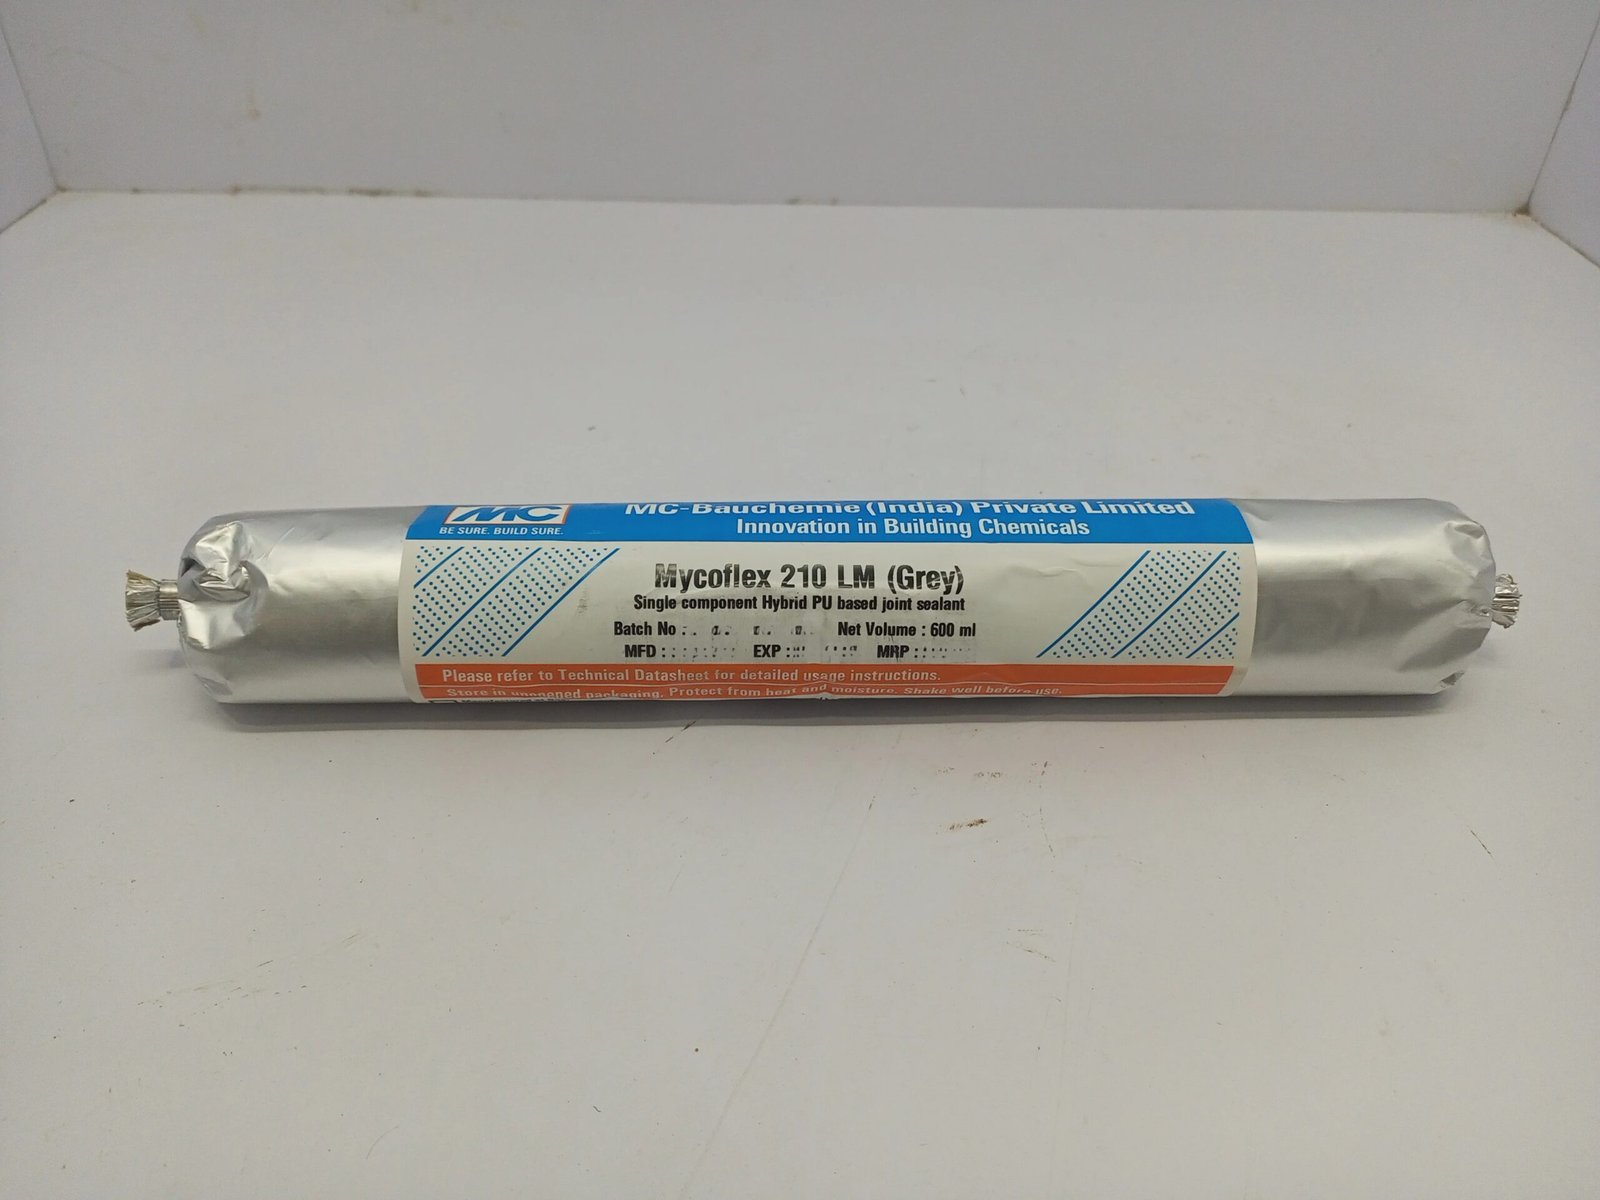 MC
BE SURE. BUILD SURE.
MC-Bauchemie (India) Private Limited
Innovation in Building Chemicals
Mycoflex 210 LM (Grey)
Single component Hybrid PU based joint sealant
Batch No : Net Volume : 600 ml
MFD : EXP : MRP :
Please refer to Technical Datasheet for detailed usage instructions.
Store in unopened packaging. Protect from heat and moisture. Shake well before use.